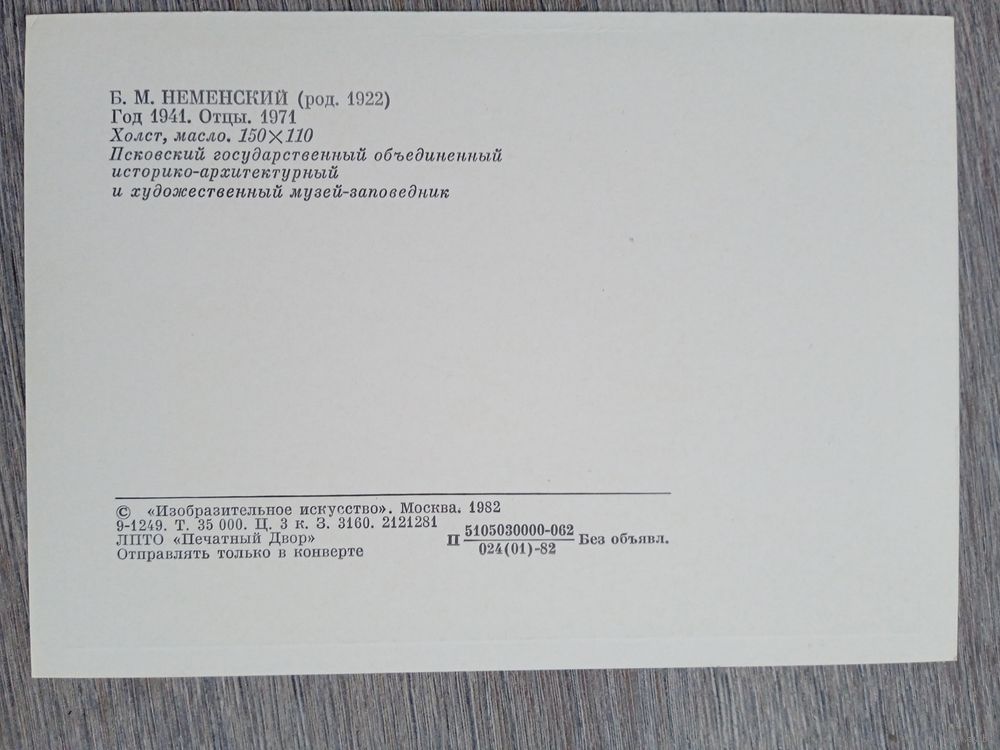 Б. М. НЕМЕНСКИЙ (род. 1922)
Год 1941. Отцы. 1971
Холст, масло. 150×110
Псковский государственный объединенный
историко-архитектурный
и художественный музей-заповедник
© «Изобразительное искусство». Москва. 1982
9-1249. Т. 35 000. Ц. 3 к. З. 3160. 2121281
ЛПТО «Печатный Двор»
Отправлять только в конверте
П 5105030000-062 Без объявл.
024(01)-82